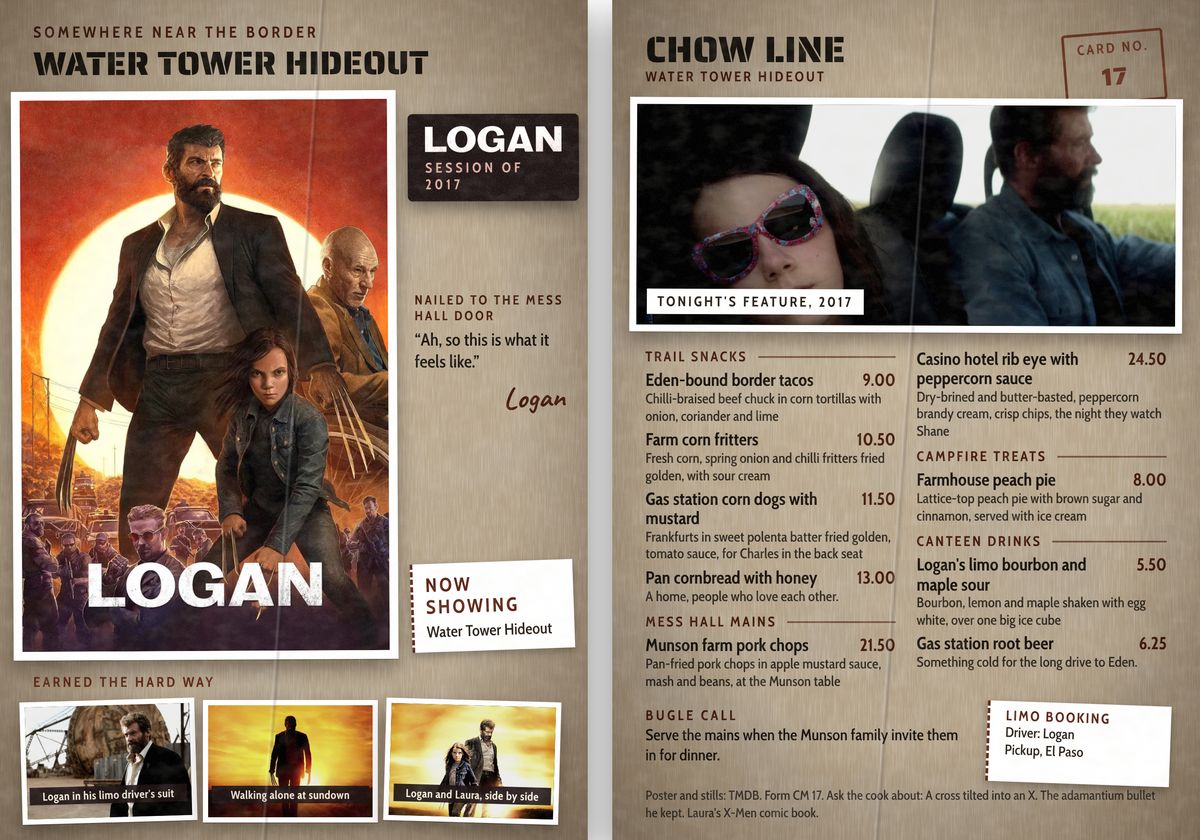 SOMEWHERE NEAR THE BORDER
WATER TOWER HIDEOUT
LOGAN
LOGAN
SESSION OF
2017
NAILED TO THE MESS
HALL DOOR
“Ah, so this is what it
feels like.”
Logan
NOW
SHOWING
Water Tower Hideout
EARNED THE HARD WAY
Logan in his limo driver's suit
Walking alone at sundown
Logan and Laura, side by side
CHOW LINE
WATER TOWER HIDEOUT
CARD NO.
17
TONIGHT'S FEATURE, 2017
TRAIL SNACKS
Eden-bound border tacos 9.00
Chilli-braised beef chuck in corn tortillas with
onion, coriander and lime
Farm corn fritters 10.50
Fresh corn, spring onion and chilli fritters fried
golden, with sour cream
Gas station corn dogs with 11.50
mustard
Frankfurts in sweet polenta batter fried golden,
tomato sauce, for Charles in the back seat
Pan cornbread with honey 13.00
A home, people who love each other.
MESS HALL MAINS
Munson farm pork chops 21.50
Pan-fried pork chops in apple mustard sauce,
mash and beans, at the Munson table
Casino hotel rib eye with 24.50
peppercorn sauce
Dry-brined and butter-basted, peppercorn
brandy cream, crisp chips, the night they watch
Shane
CAMPFIRE TREATS
Farmhouse peach pie 8.00
Lattice-top peach pie with brown sugar and
cinnamon, served with ice cream
CANTEEN DRINKS
Logan's limo bourbon and 5.50
maple sour
Bourbon, lemon and maple shaken with egg
white, over one big ice cube
Gas station root beer 6.25
Something cold for the long drive to Eden.
BUGLE CALL
Serve the mains when the Munson family invite them
in for dinner.
LIMO BOOKING
Driver: Logan
Pickup, El Paso
Poster and stills: TMDB. Form CM 17. Ask the cook about: A cross tilted into an X. The adamantium bullet
he kept. Laura's X-Men comic book.